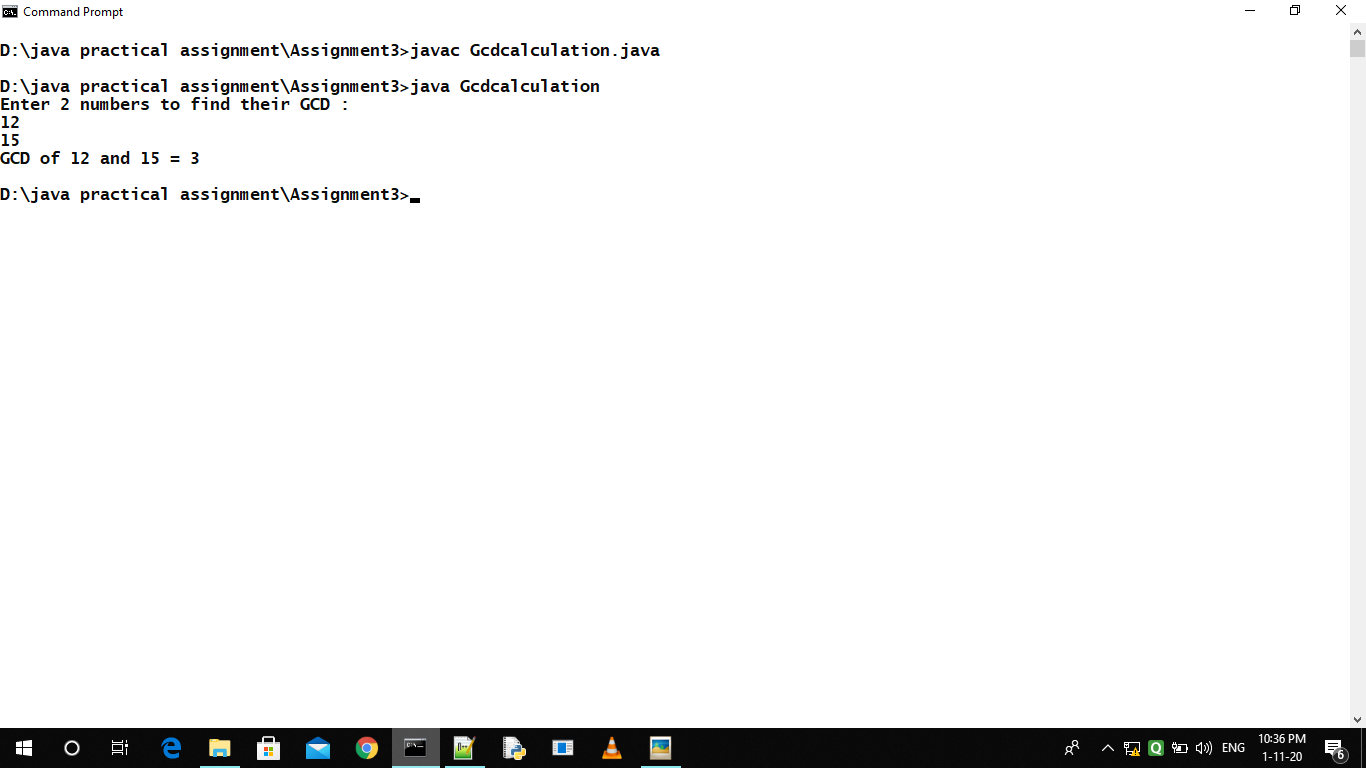 Command Prompt
D:\java practical assignment\Assignment3>javac Gcdcalculation.java
D:\java practical assignment\Assignment3>java Gcdcalculation
Enter 2 numbers to find their GCD :
12
15
GCD of 12 and 15 = 3
D:\java practical assignment\Assignment3>
ENG
10:36 PM
1-11-20
6